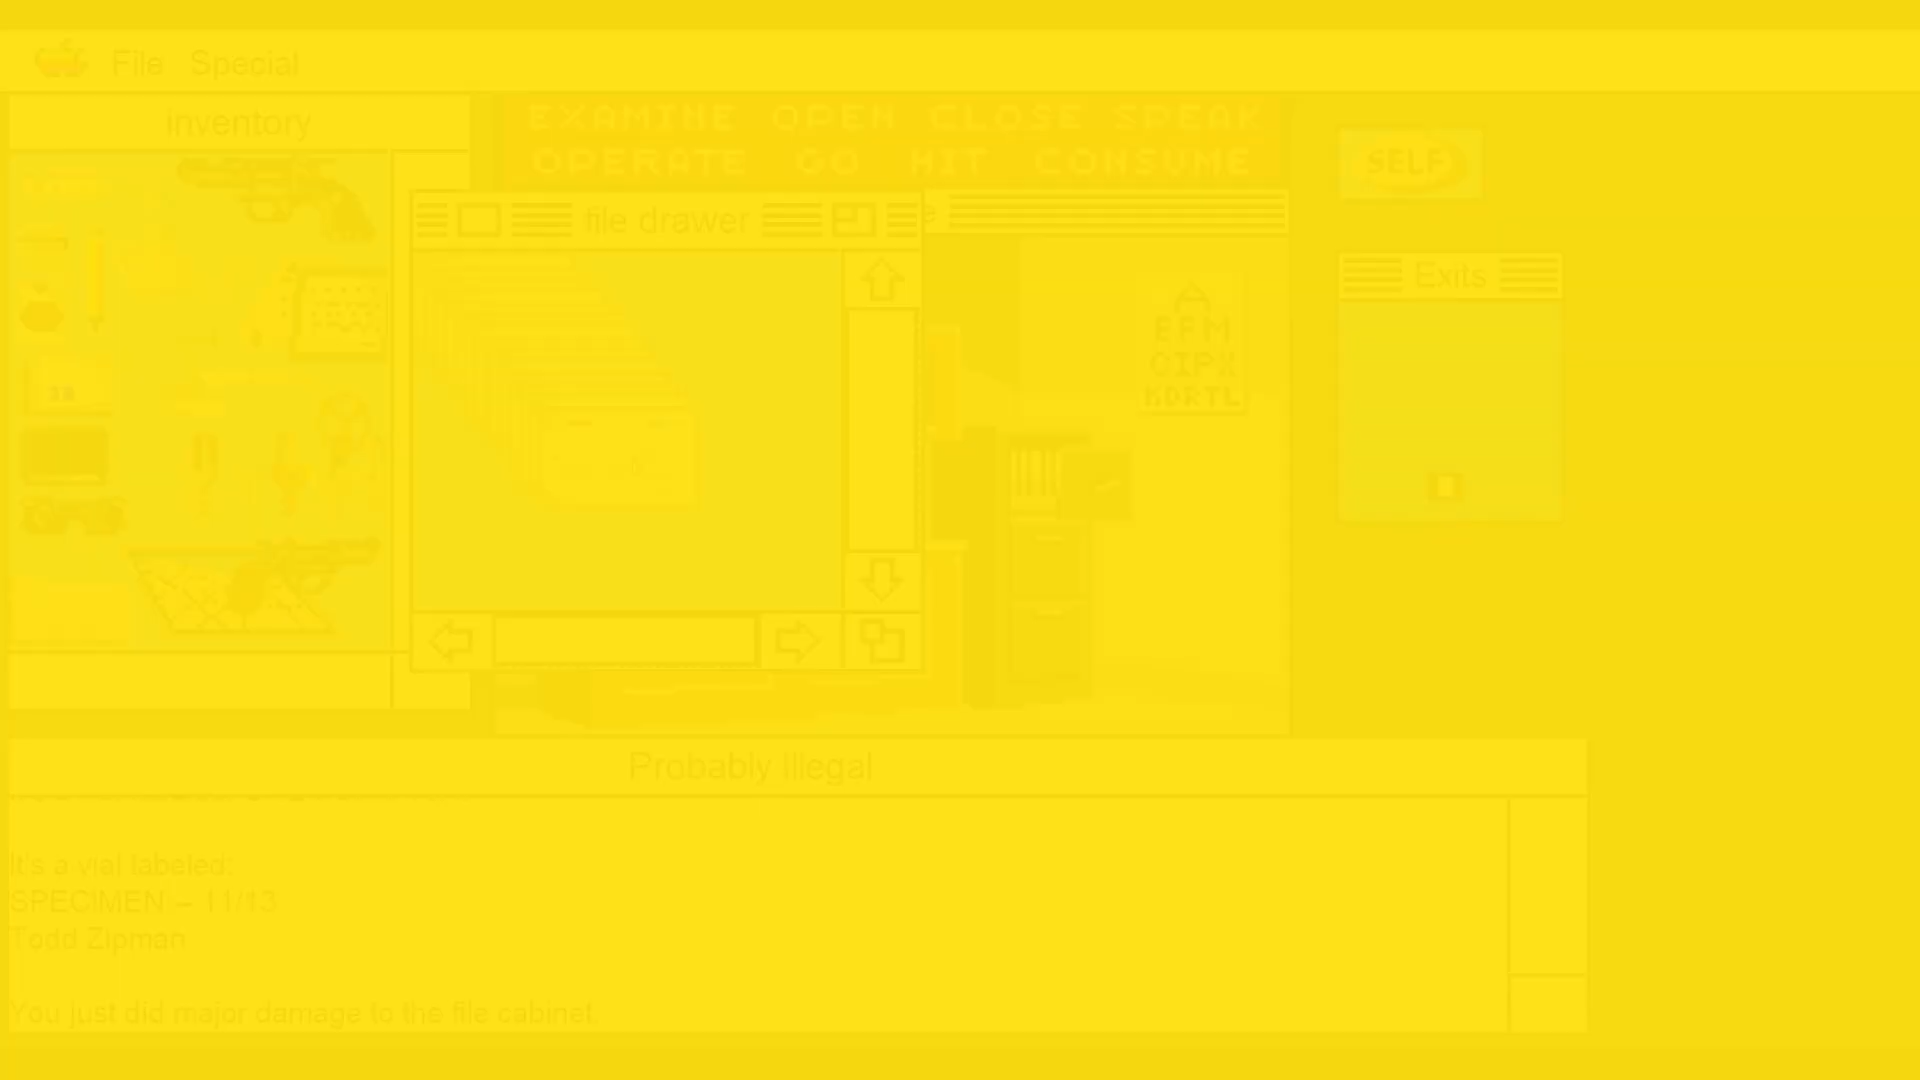 File Special
inventory
EXAMINE OPEN CLOSE SPEAK
OPERATE GO HIT CONSUME
SELF
file drawer
Exits
Probably Illegal
It's a vial labeled:
SPECIMEN – 11/13
Todd Zipman
You just did major damage to the file cabinet.